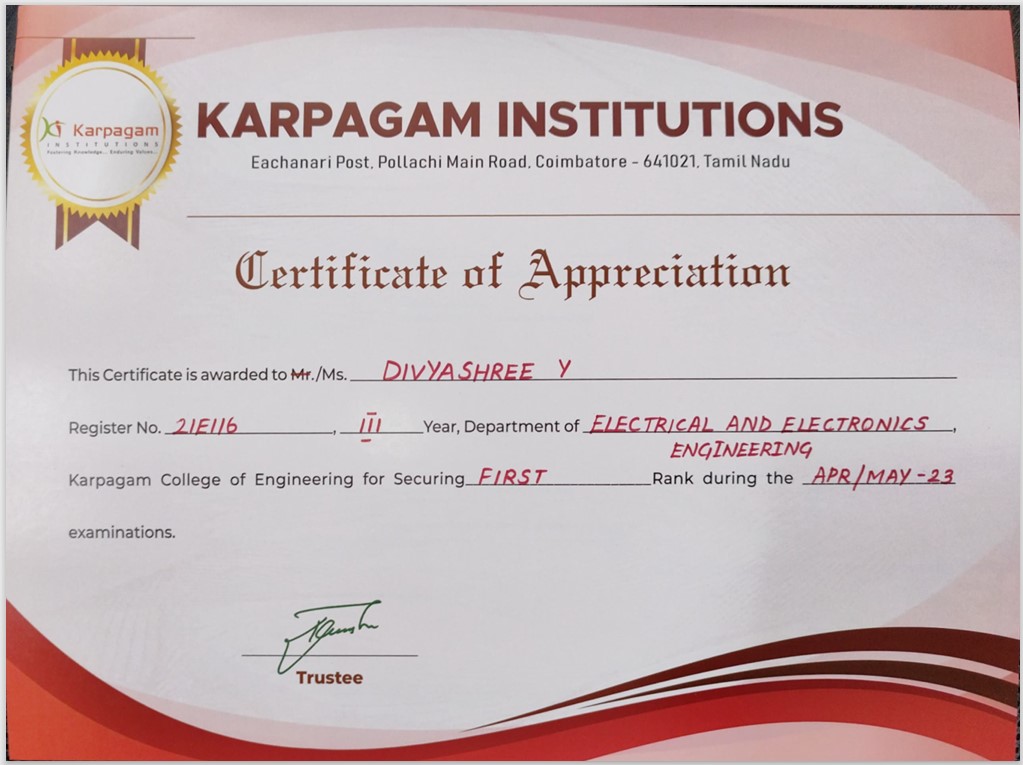 Karpagam
INSTITUTIONS
Fostering Knowledge... Enduring Values...
KARPAGAM INSTITUTIONS
Eachanari Post, Pollachi Main Road, Coimbatore - 641021, Tamil Nadu
Certificate of Appreciation
This Certificate is awarded to Mr./Ms. DIVYASHREE Y
Register No. 21E116, III Year, Department of ELECTRICAL AND ELECTRONICS,
ENGINEERING
Karpagam College of Engineering for Securing FIRST Rank during the APR/MAY-23
examinations.
Trustee